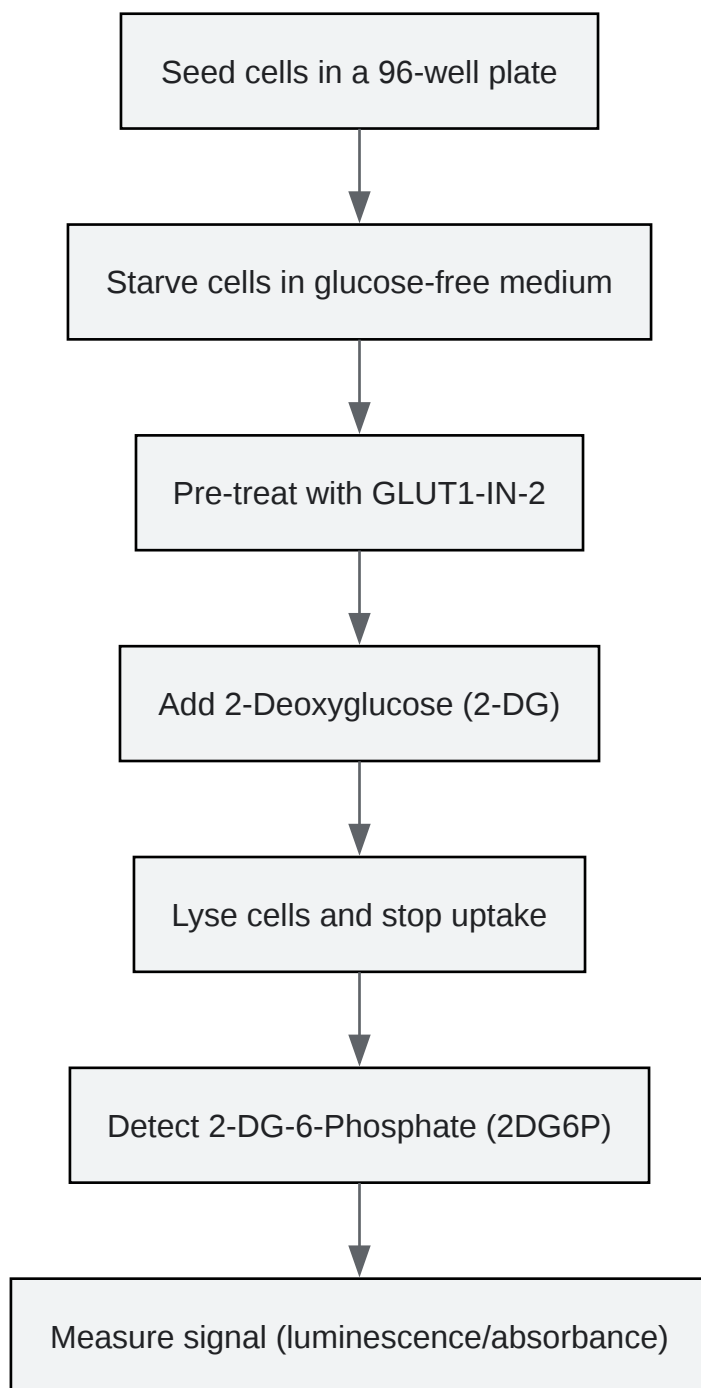 Seed cells in a 96-well plate
Starve cells in glucose-free medium
Pre-treat with GLUT1-IN-2
Add 2-Deoxyglucose (2-DG)
Lyse cells and stop uptake
Detect 2-DG-6-Phosphate (2DG6P)
Measure signal (luminescence/absorbance)